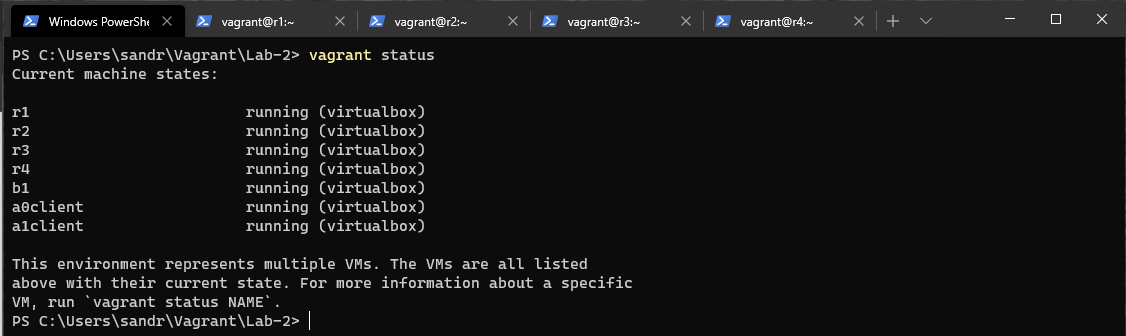 Windows PowerShe
vagrant@r1:~
vagrant@r2:~
vagrant@r3:~
vagrant@r4:~
PS C:\Users\sandr\Vagrant\Lab-2> vagrant status
Current machine states:
r1 running (virtualbox)
r2 running (virtualbox)
r3 running (virtualbox)
r4 running (virtualbox)
b1 running (virtualbox)
a0client running (virtualbox)
a1client running (virtualbox)
This environment represents multiple VMs. The VMs are all listed
above with their current state. For more information about a specific
VM, run `vagrant status NAME`.
PS C:\Users\sandr\Vagrant\Lab-2>